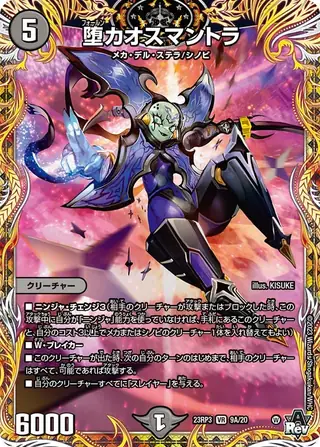 5
フォールン
堕カオスマントラ
メカ・デル・ステラ/シノビ
クリーチャー
illus. KISUKE
■ニンジャ・チェンジ3(相手のクリーチャーが攻撃またはブロックした時、この
攻撃中に自分が「ニンジャ」能力を使っていなければ、手札にあるこのクリーチャー
と、自分のコスト3以上でメカまたはシノビのクリーチャー1体を入れ替えてもよい)
■W・ブレイカー
■このクリーチャーが出た時、次の自分のターンのはじめまで、相手のクリーチャー
はすべて、可能であれば攻撃する。
■自分のクリーチャーすべてに「スレイヤー」を与える。
6000
23RP3 VR 9A/20
Rev